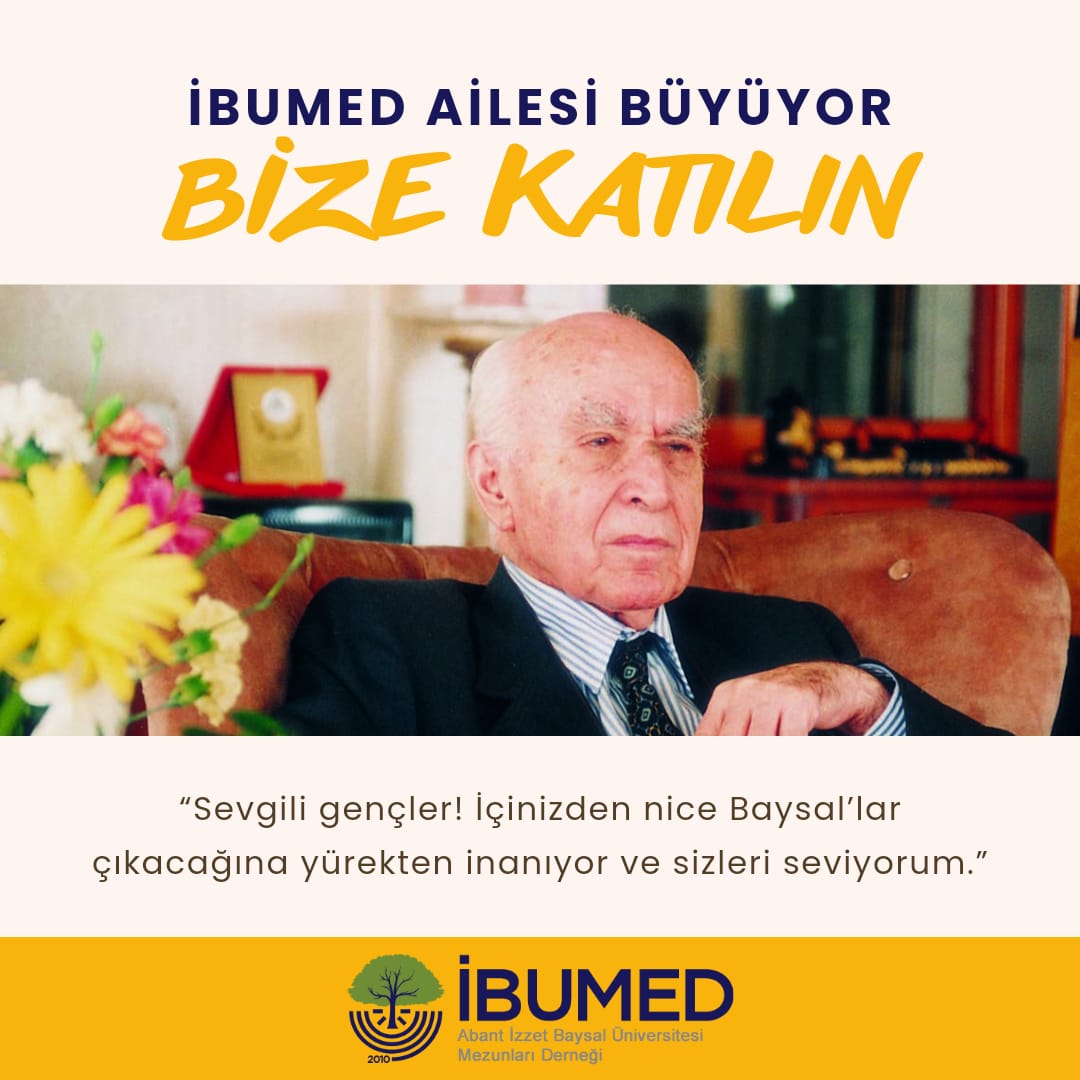 İBUMED AİLESİ BÜYÜYOR
BİZE KATILIN
“Sevgili gençler! İçinizden nice Baysal’lar
çıkacağına yürekten inanıyor ve sizleri seviyorum.”
İBUMED
Abant İzzet Baysal Üniversitesi
Mezunları Derneği
2010